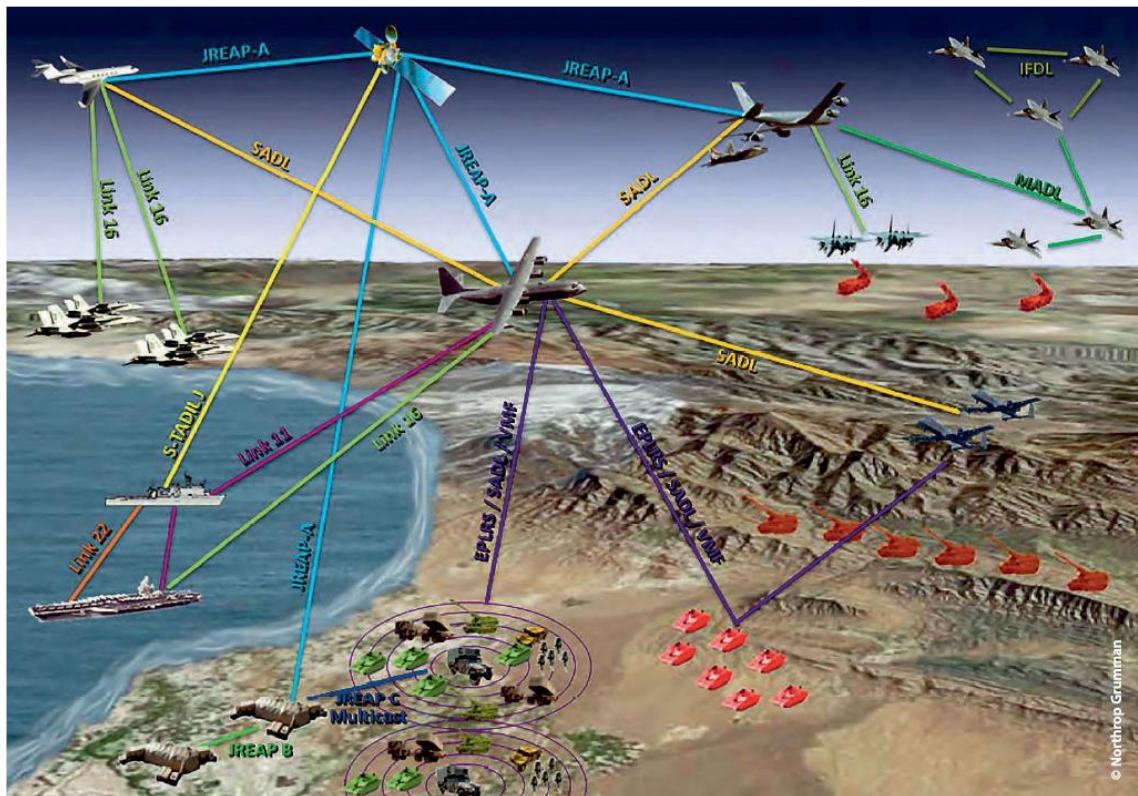 JREAP-A
JREAP-A
IFDL
SADL
JREAP-A
SADL
Link 16
MADL
Link 16
Link 16
SADL
S-TADIL J
Link 11
Link 16
EPLRS / SADL / VMF
EPLRS / SADL / VMF
Link 22
JREAP-A
JREAP C
Multicast
JREAP B
© Northrop Grumman